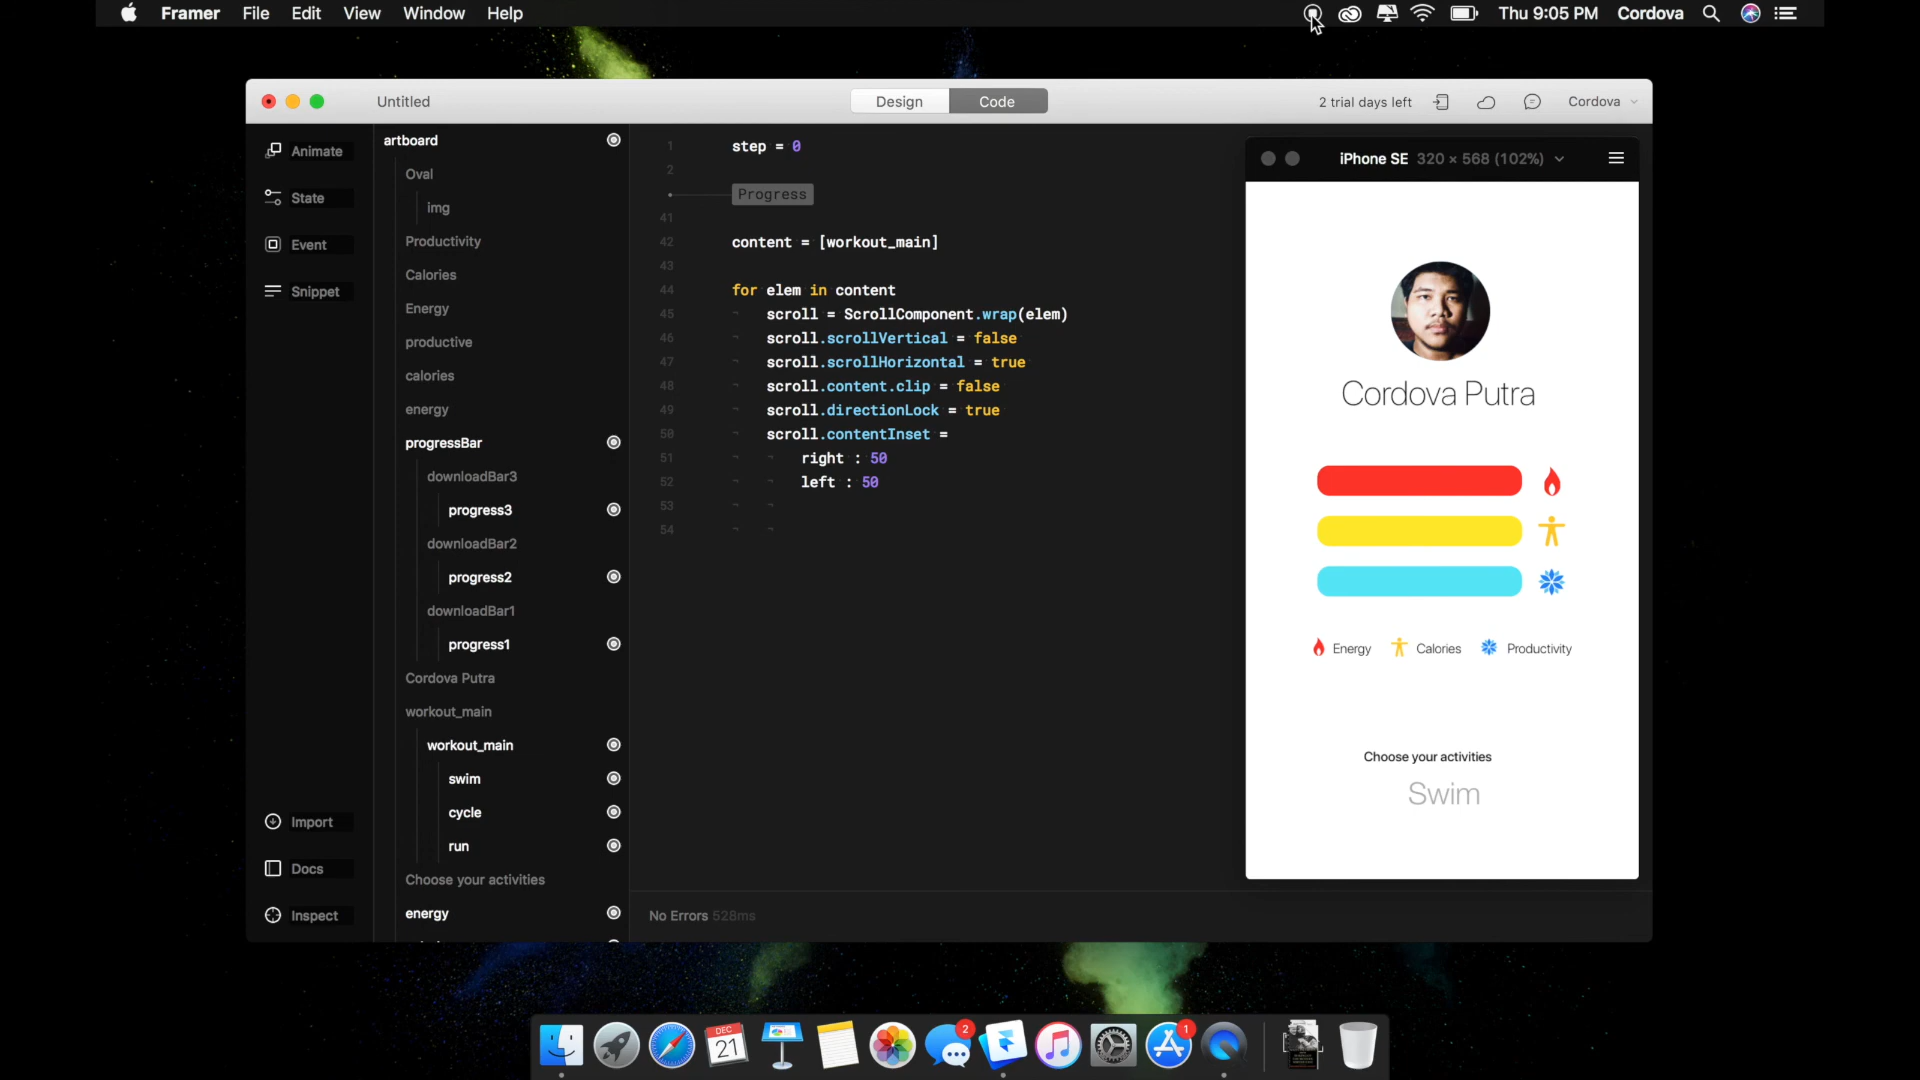 Framer File Edit View Window Help Thu 9:05 PM Cordova
Untitled Design Code 2 trial days left Cordova
Animate
State
Event
Snippet
Import
Docs
Inspect
artboard
Oval
img
Productivity
Calories
Energy
productive
calories
energy
progressBar
downloadBar3
progress3
downloadBar2
progress2
downloadBar1
progress1
Cordova Putra
workout_main
workout_main
swim
cycle
run
Choose your activities
energy
1 step = 0
2
Progress
41
42 content = [workout_main]
43
44 for elem in content
45 scroll = ScrollComponent.wrap(elem)
46 scroll.scrollVertical = false
47 scroll.scrollHorizontal = true
48 scroll.content.clip = false
49 scroll.directionLock = true
50 scroll.contentInset =
51 right : 50
52 left : 50
53
54
No Errors 528ms
iPhone SE 320 × 568 (102%)
Cordova Putra
Energy Calories Productivity
Choose your activities
Swim
DEC
21
2
1